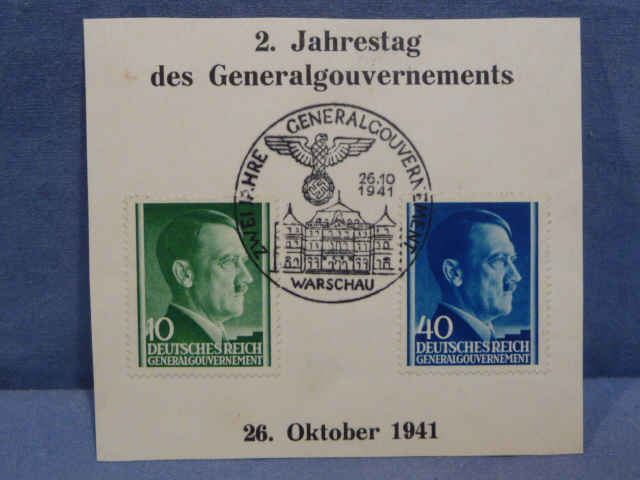 2. Jahrestag
des Generalgouvernements
ZWEI JAHRE GENERALGOUVERNEMENT
26.10
1941
WARSCHAU
10
DEUTSCHES REICH
GENERALGOUVERNEMENT
40
DEUTSCHES REICH
GENERALGOUVERNEMENT
26. Oktober 1941